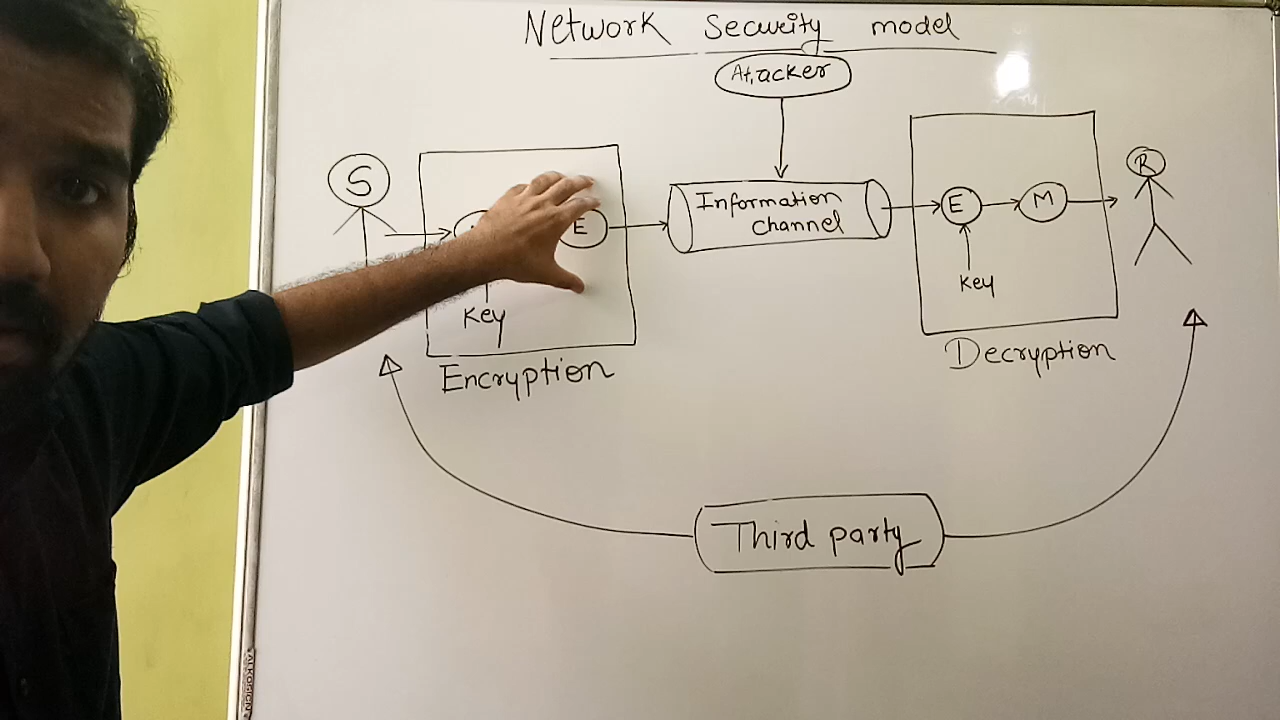 Network Security model
Attacker
S
E
Information
channel
E
M
R
Key
Key
Encryption
Decryption
Third party